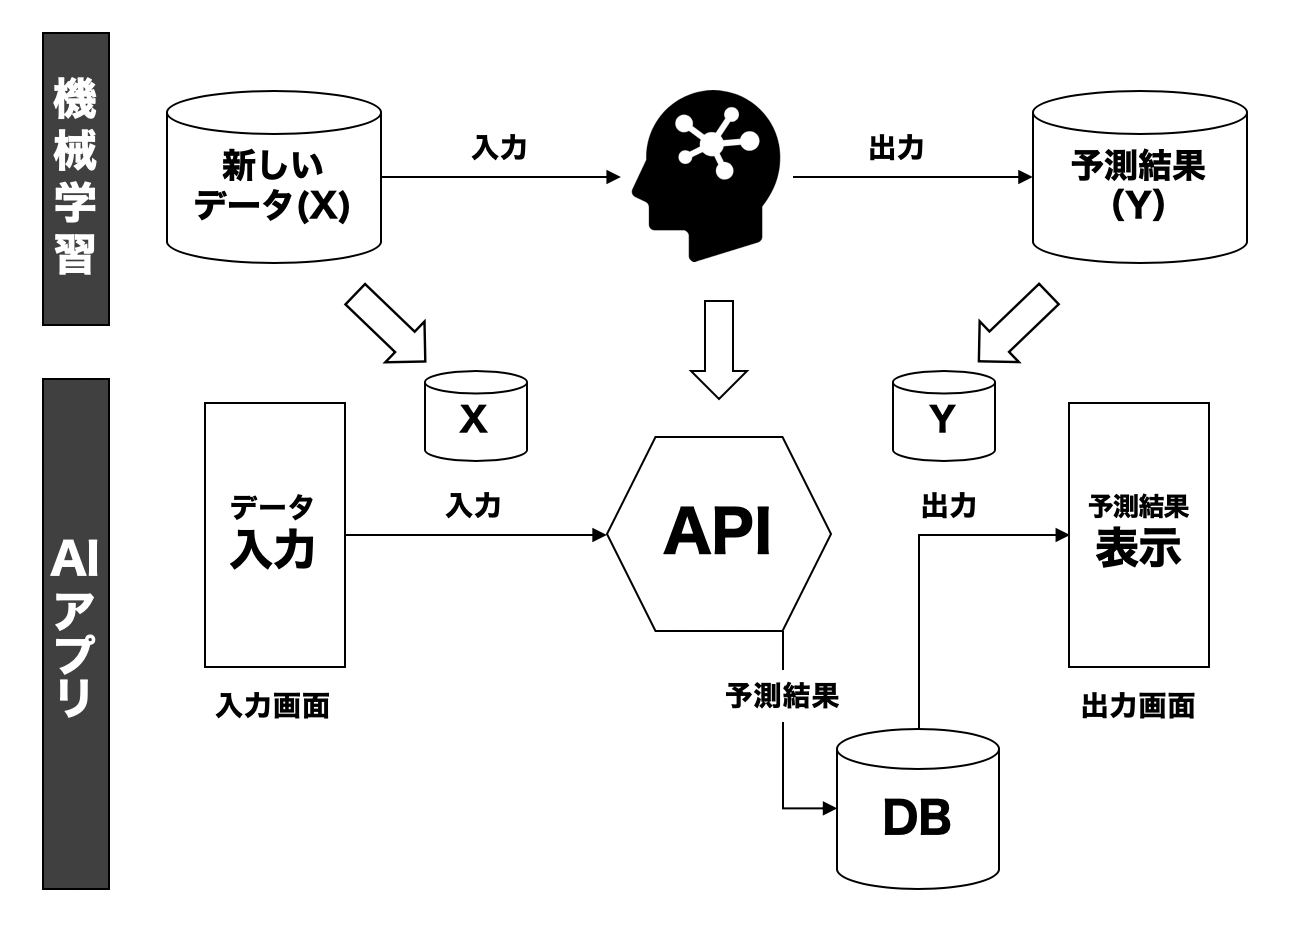 機械学習
新しい
データ(X)
入力
出力
予測結果
(Y)
AIアプリ
X
Y
データ
入力
入力
API
出力
予測結果
表示
入力画面
予測結果
出力画面
DB